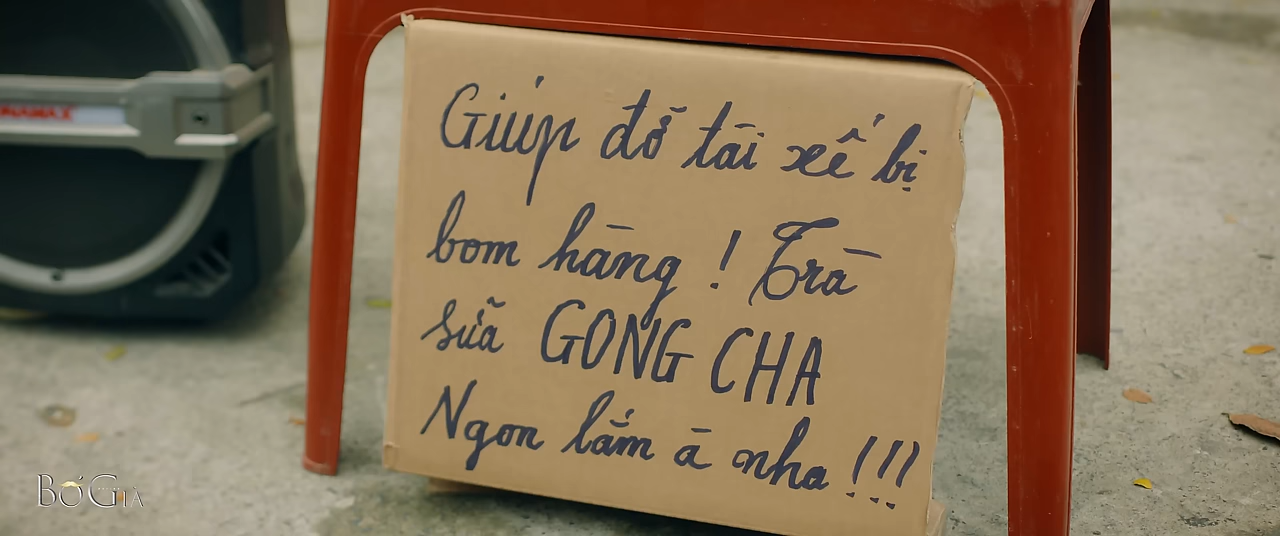 Giúp đỡ tài xế bị
bom hàng ! Trà
sữa GONG CHA
Ngon lắm à nha !!!
BỐ GIÀ